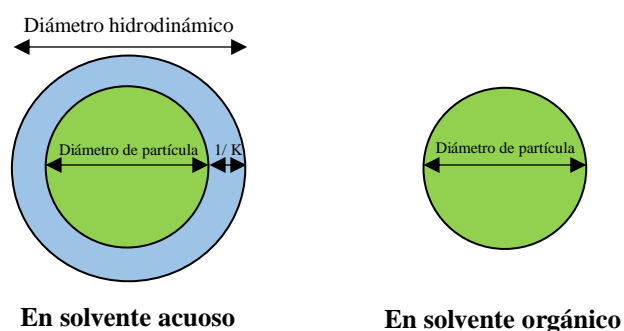 Diámetro hidrodinámico
Diámetro de partícula
1/ K
Diámetro de partícula
En solvente acuoso
En solvente orgánico